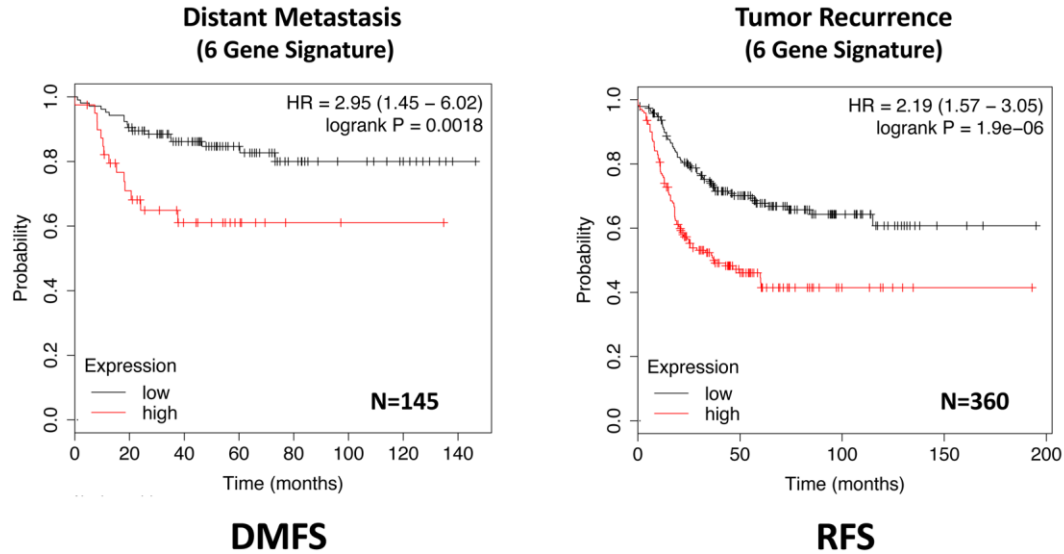 Distant Metastasis
(6 Gene Signature)
HR = 2.95 (1.45 − 6.02)
logrank P = 0.0018
Probability
1.0
0.8
0.6
0.4
0.2
0.0
Expression
low
high
N=145
0 20 40 60 80 100 120 140
Time (months)
DMFS
Tumor Recurrence
(6 Gene Signature)
HR = 2.19 (1.57 − 3.05)
logrank P = 1.9e−06
Probability
1.0
0.8
0.6
0.4
0.2
0.0
Expression
low
high
N=360
0 50 100 150 200
Time (months)
RFS